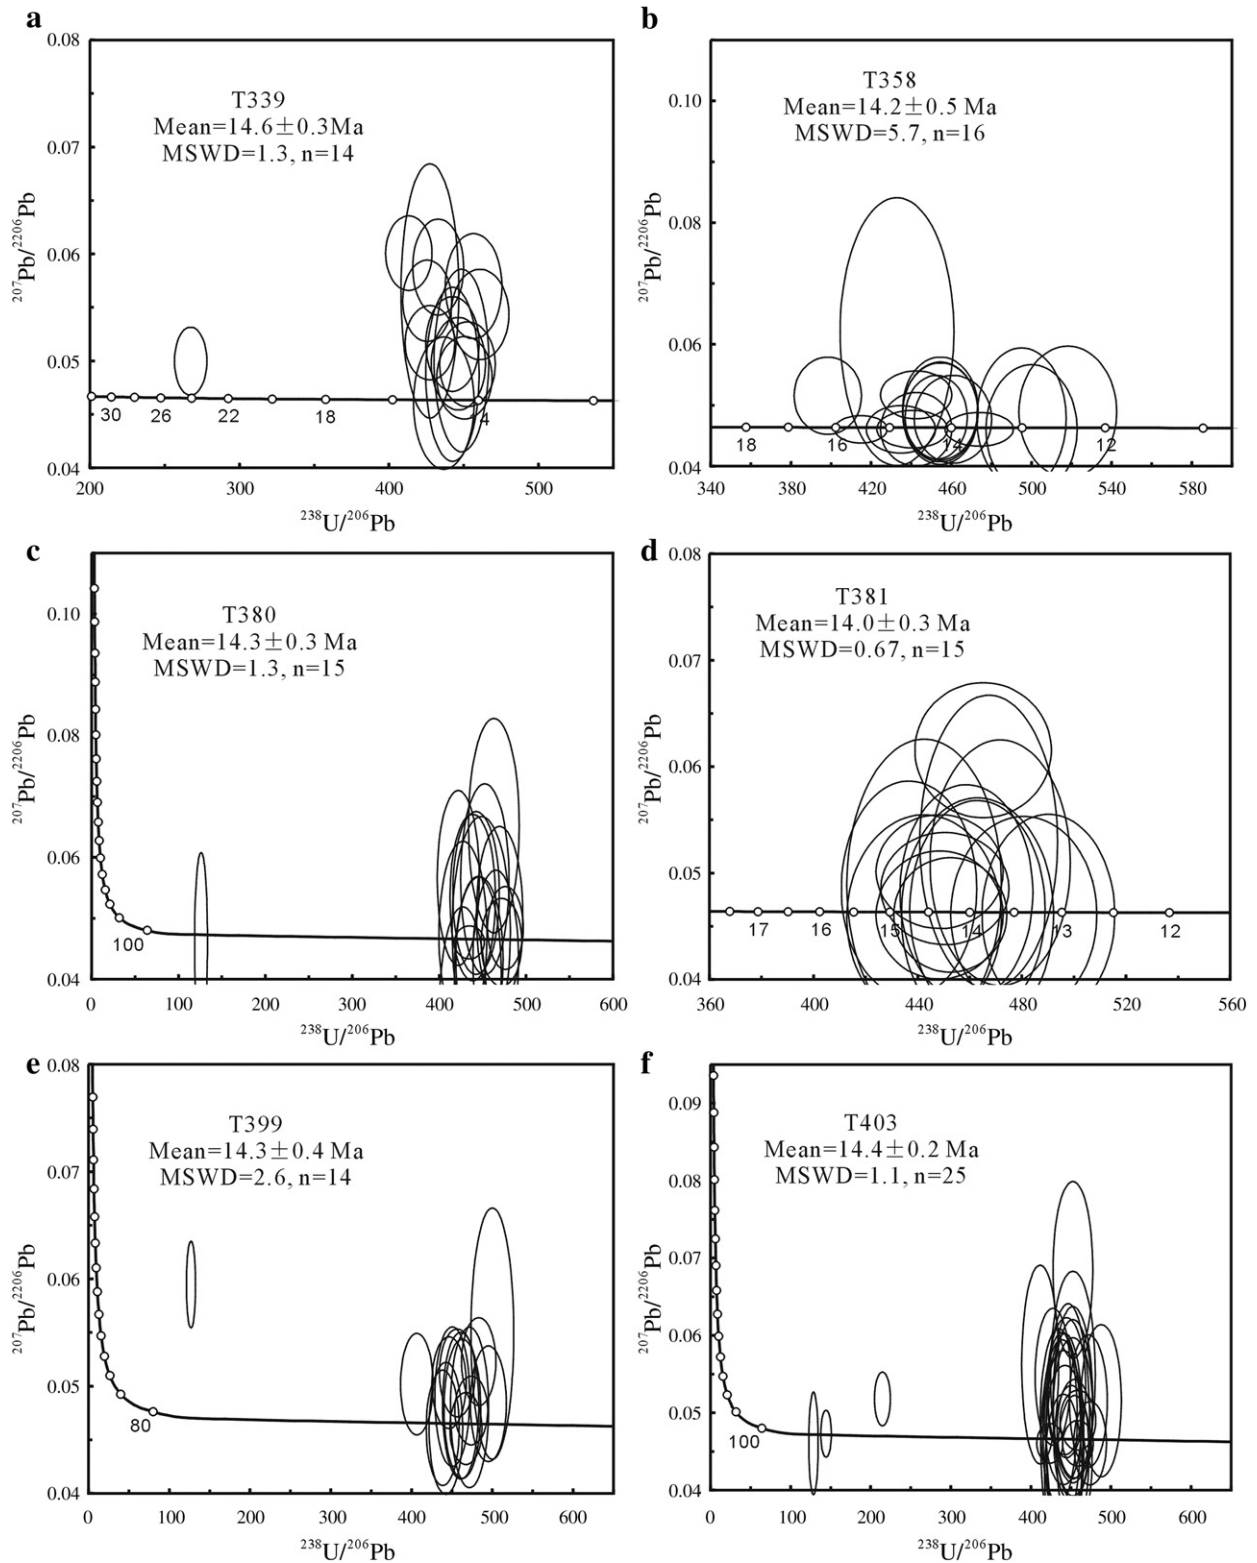 a
0.08
0.07
0.06
0.05
0.04
T339
Mean=14.6±0.3Ma
MSWD=1.3, n=14
30
26
22
18
14
200
300
400
500
²³⁸U/²⁰⁶Pb
²⁰⁷Pb/²²⁰⁶Pb
b
0.10
0.08
0.06
0.04
T358
Mean=14.2±0.5 Ma
MSWD=5.7, n=16
18
16
14
12
340
380
420
460
500
540
580
²³⁸U/²⁰⁶Pb
²⁰⁷Pb/²²⁰⁶Pb
c
0.10
0.08
0.06
0.04
T380
Mean=14.3±0.3 Ma
MSWD=1.3, n=15
100
0
100
200
300
400
500
600
²³⁸U/²⁰⁶Pb
²⁰⁷Pb/²²⁰⁶Pb
d
0.08
0.07
0.06
0.05
0.04
T381
Mean=14.0±0.3 Ma
MSWD=0.67, n=15
17
16
15
14
13
12
360
400
440
480
520
560
²³⁸U/²⁰⁶Pb
²⁰⁷Pb/²²⁰⁶Pb
e
0.08
0.07
0.06
0.05
0.04
T399
Mean=14.3±0.4 Ma
MSWD=2.6, n=14
80
0
100
200
300
400
500
600
²³⁸U/²⁰⁶Pb
²⁰⁷Pb/²²⁰⁶Pb
f
0.09
0.08
0.07
0.06
0.05
0.04
T403
Mean=14.4±0.2 Ma
MSWD=1.1, n=25
100
0
100
200
300
400
500
600
²³⁸U/²⁰⁶Pb
²⁰⁷Pb/²²⁰⁶Pb